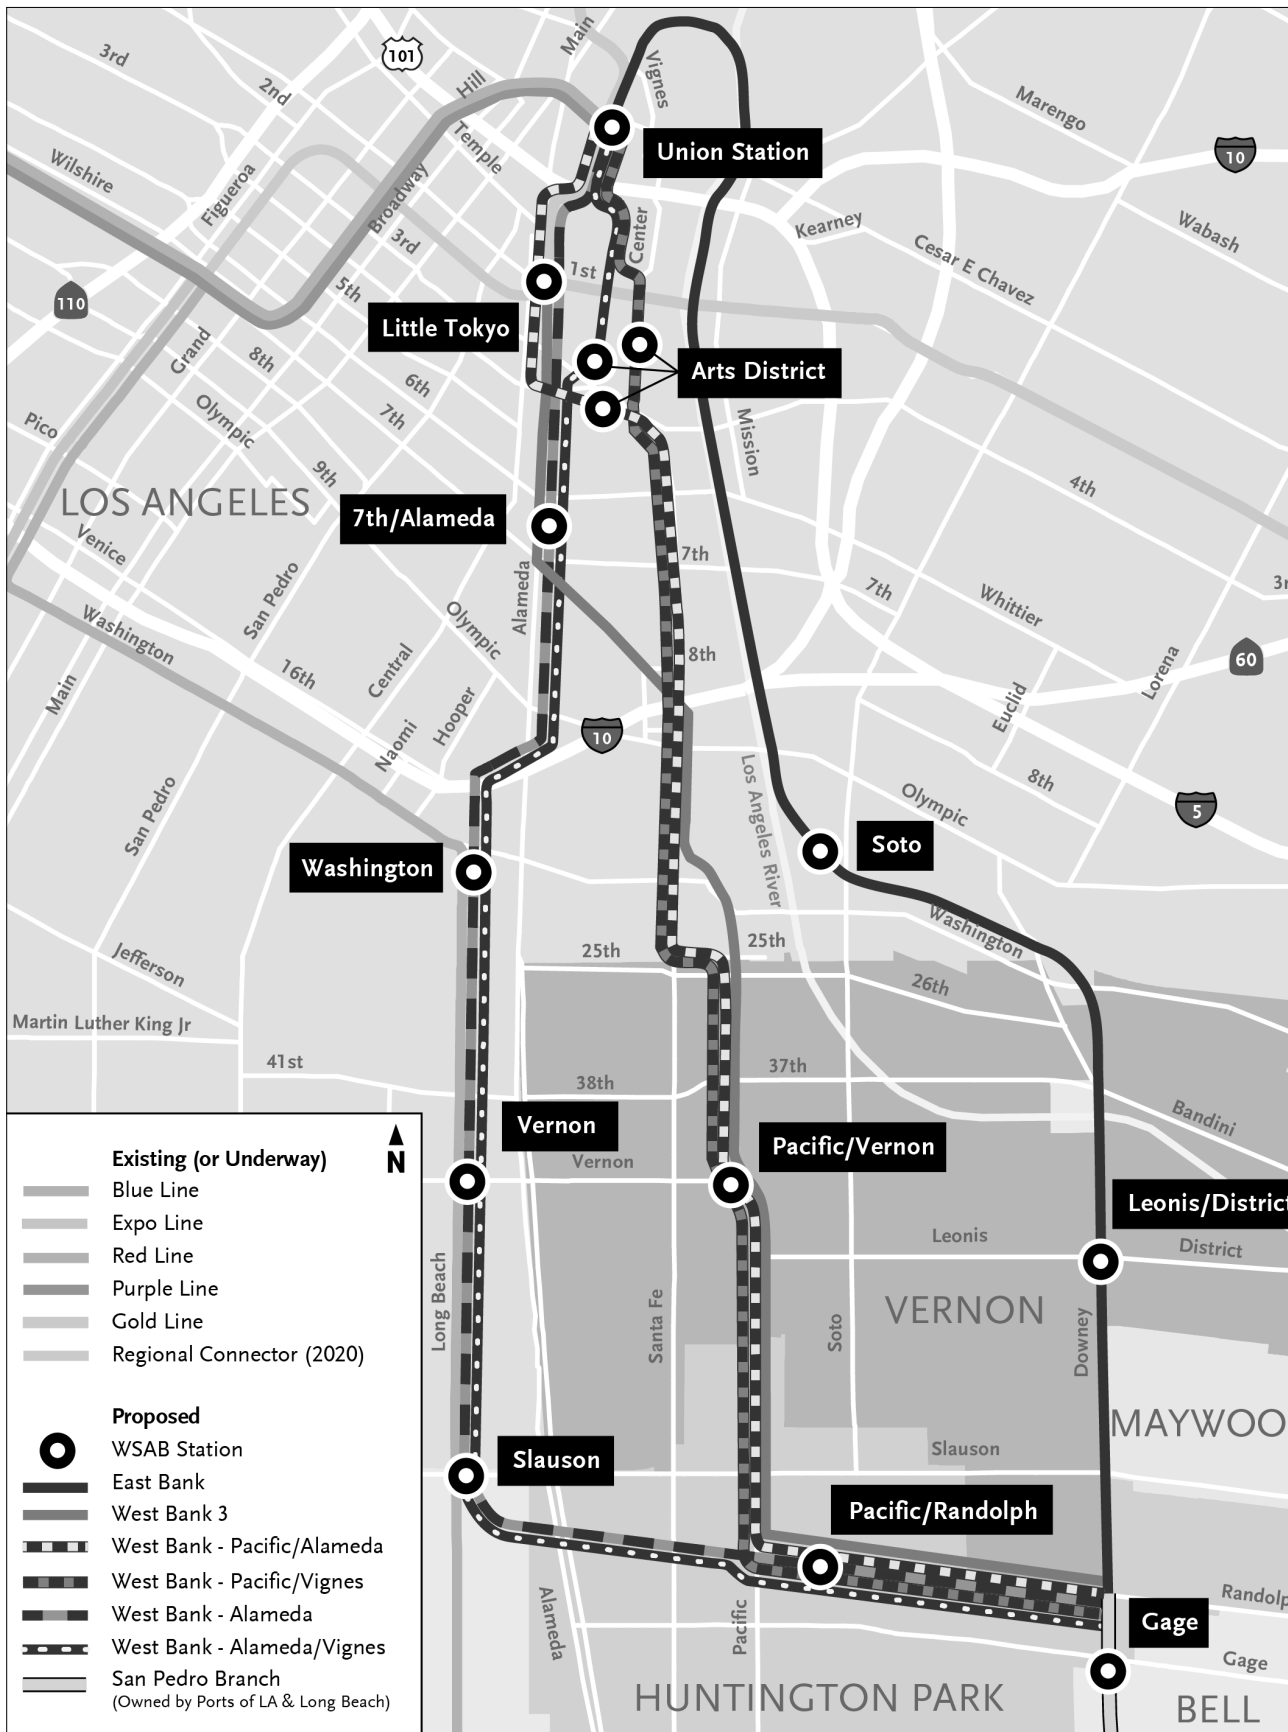 3rd
101
Main
2nd
Hill
Vignes
Marengo
Temple
Union Station
10
Wilshire
Figueroa
Broadway
Center
Kearney
Wabash
3rd
Cesar E Chavez
1st
5th
110
Little Tokyo
Grand
8th
6th
Arts District
Olympic
7th
Mission
Pico
9th
4th
LOS ANGELES
7th/Alameda
Venice
7th
Alameda
San Pedro
7th
Whittier
3r
Washington
Olympic
8th
60
16th
Central
Lorena
Main
Euclid
Hooper
Naomi
10
8th
Los Angeles River
Olympic
5
San Pedro
Soto
Washington
Washington
25th
25th
Jefferson
26th
Martin Luther King Jr
41st
38th
37th
Bandini
Vernon
Pacific/Vernon
Vernon
Leonis/District
Leonis
District
Long Beach
Santa Fe
Soto
VERNON
Downey
MAYWOO
Slauson
Slauson
Pacific/Randolph
Alameda
Pacific
Randolp
Gage
Gage
HUNTINGTON PARK
BELL
N
Existing (or Underway)
Blue Line
Expo Line
Red Line
Purple Line
Gold Line
Regional Connector (2020)
Proposed
WSAB Station
East Bank
West Bank 3
West Bank - Pacific/Alameda
West Bank - Pacific/Vignes
West Bank - Alameda
West Bank - Alameda/Vignes
San Pedro Branch
(Owned by Ports of LA & Long Beach)